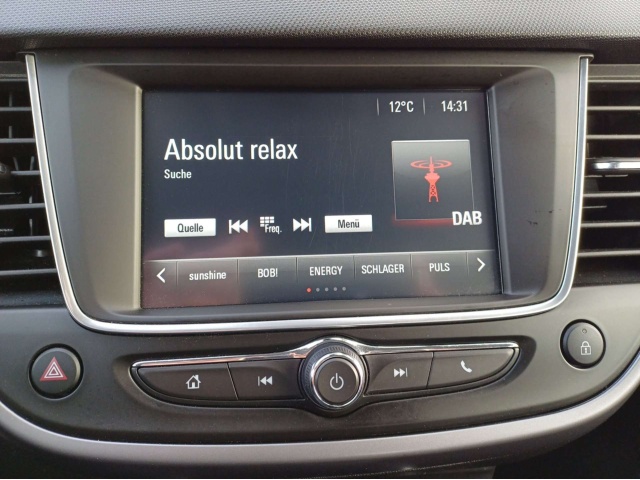 12°C 14:31
Absolut relax
Suche
DAB
Quelle Freq. Menü
sunshine BOB! ENERGY SCHLAGER PULS